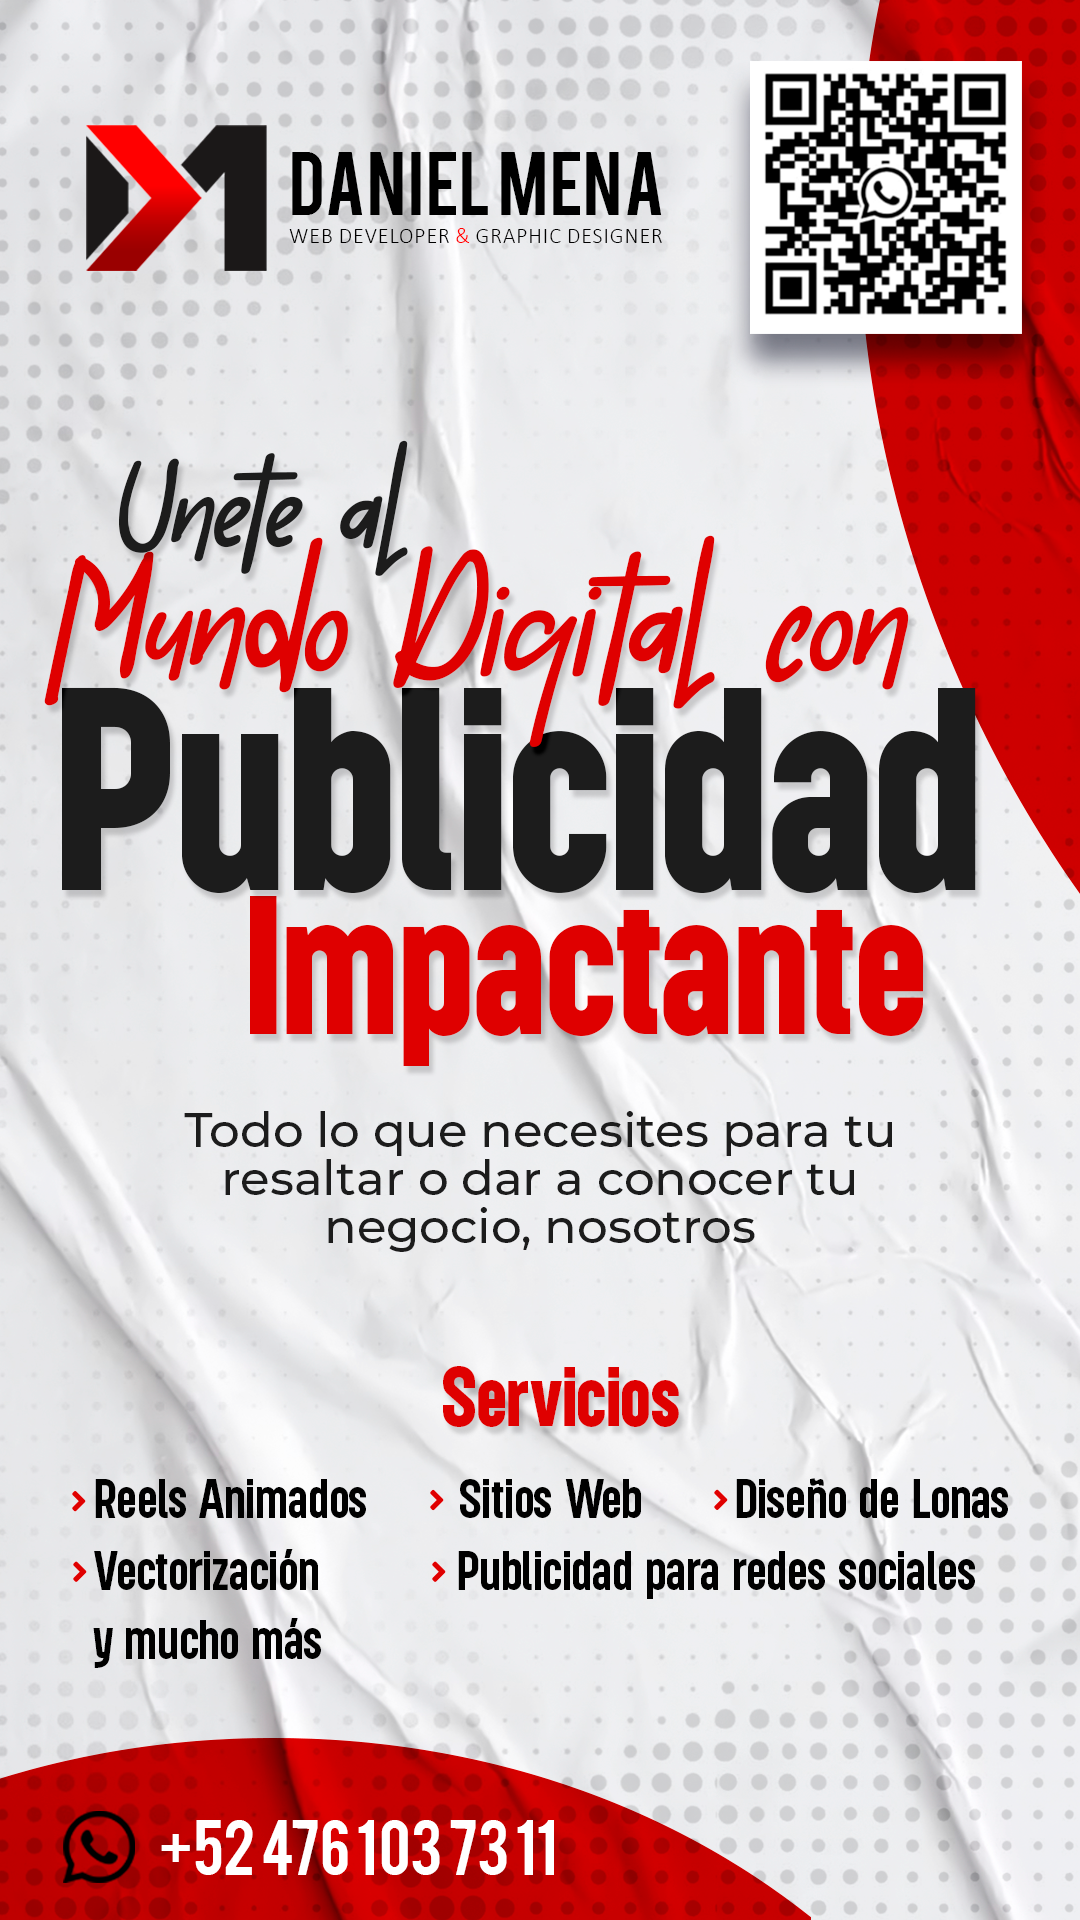 DANIEL MENA
WEB DEVELOPER & GRAPHIC DESIGNER
Unete al
Mundo Digital con
Publicidad
Impactante
Todo lo que necesites para tu
resaltar o dar a conocer tu
negocio, nosotros
Servicios
Reels Animados
Sitios Web
Diseño de Lonas
Vectorización
Publicidad para redes sociales
y mucho más
+52 476 103 73 11